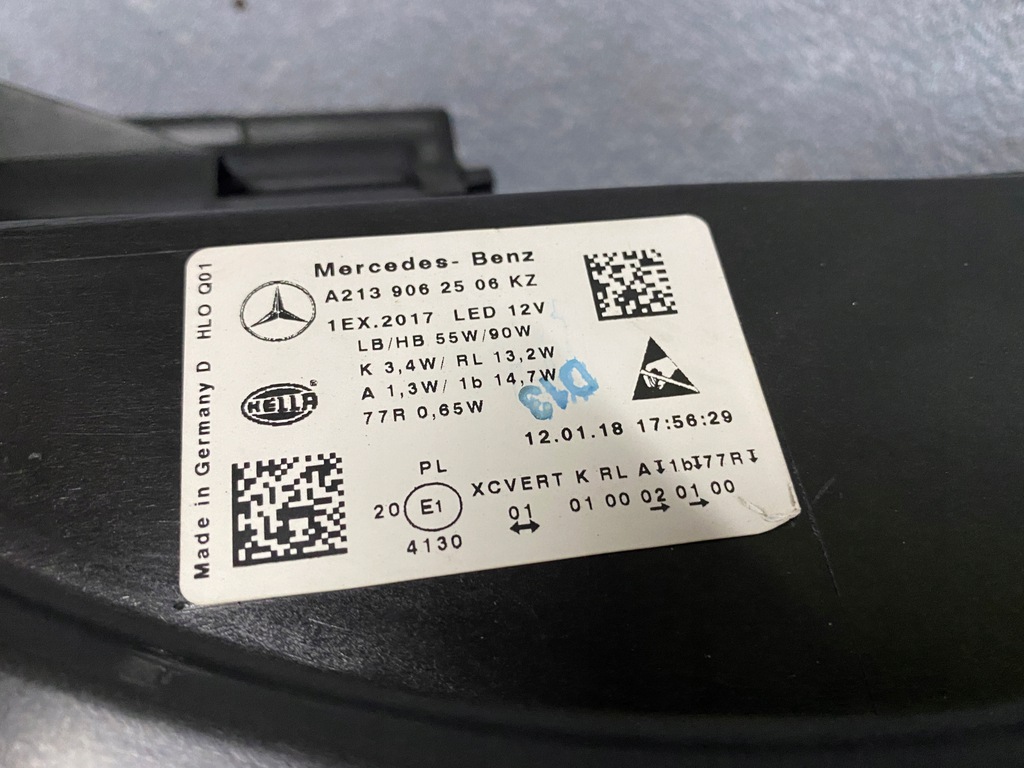 Mercedes- Benz
A213 906 25 06 KZ
1EX.2017 LED 12V
LB/HB 55W/90W
K 3,4W/ RL 13,2W
A 1,3W/ 1b 14,7W
77R 0,65W
013
12.01.18 17:56:29
HELLA ®
Made in Germany D HLO Q01
PL
20 E1
4130
XCVERT K RL A↧1b↧77R↧
01 01 00 02 01 00